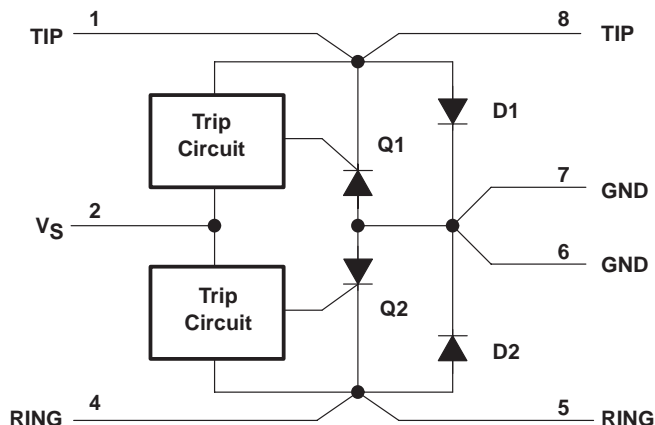 1
8
TIP
TIP
Trip
Circuit
D1
Q1
7
GND
2
VS
6
GND
Trip
Circuit
Q2
D2
4
5
RING
RING